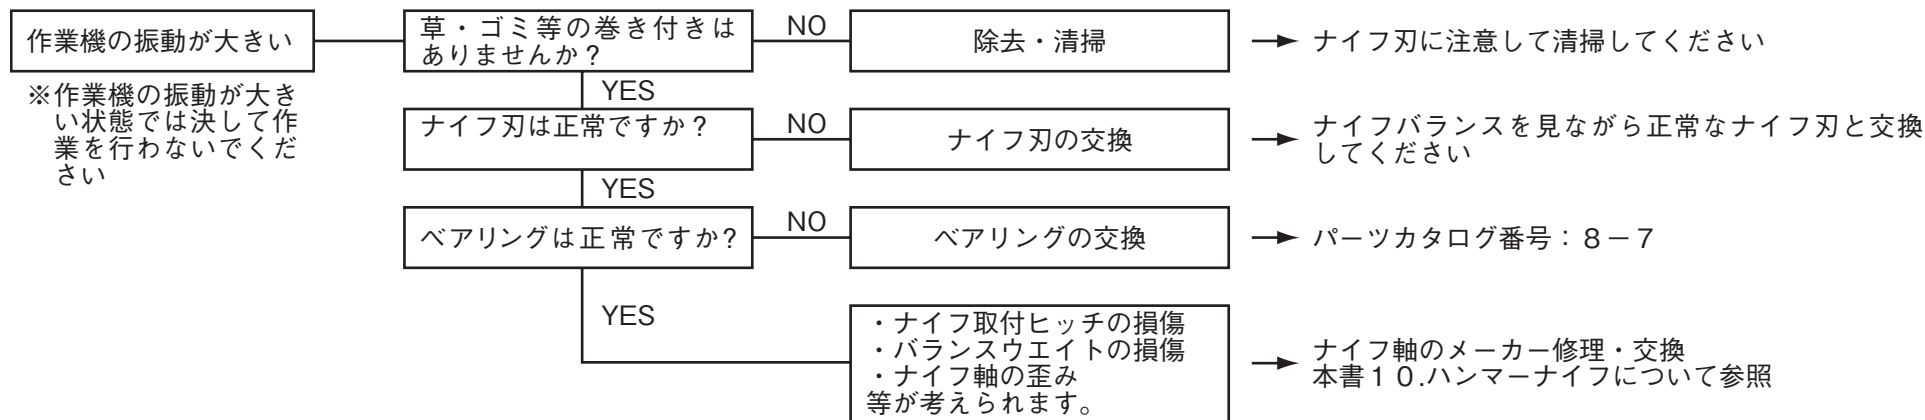 作業機の振動が大きい
※作業機の振動が大き
い状態では決して作
業を行わないでくだ
さい
草・ゴミ等の巻き付きは
ありませんか？
NO
除去・清掃
ナイフ刃に注意して清掃してください
YES
ナイフ刃は正常ですか？
NO
ナイフ刃の交換
ナイフバランスを見ながら正常なナイフ刃と交換
してください
YES
ベアリングは正常ですか？
NO
ベアリングの交換
パーツカタログ番号：８－７
YES
・ナイフ取付ヒッチの損傷
・バランスウエイトの損傷
・ナイフ軸の歪み
等が考えられます。
ナイフ軸のメーカー修理・交換
本書１０.ハンマーナイフについて参照